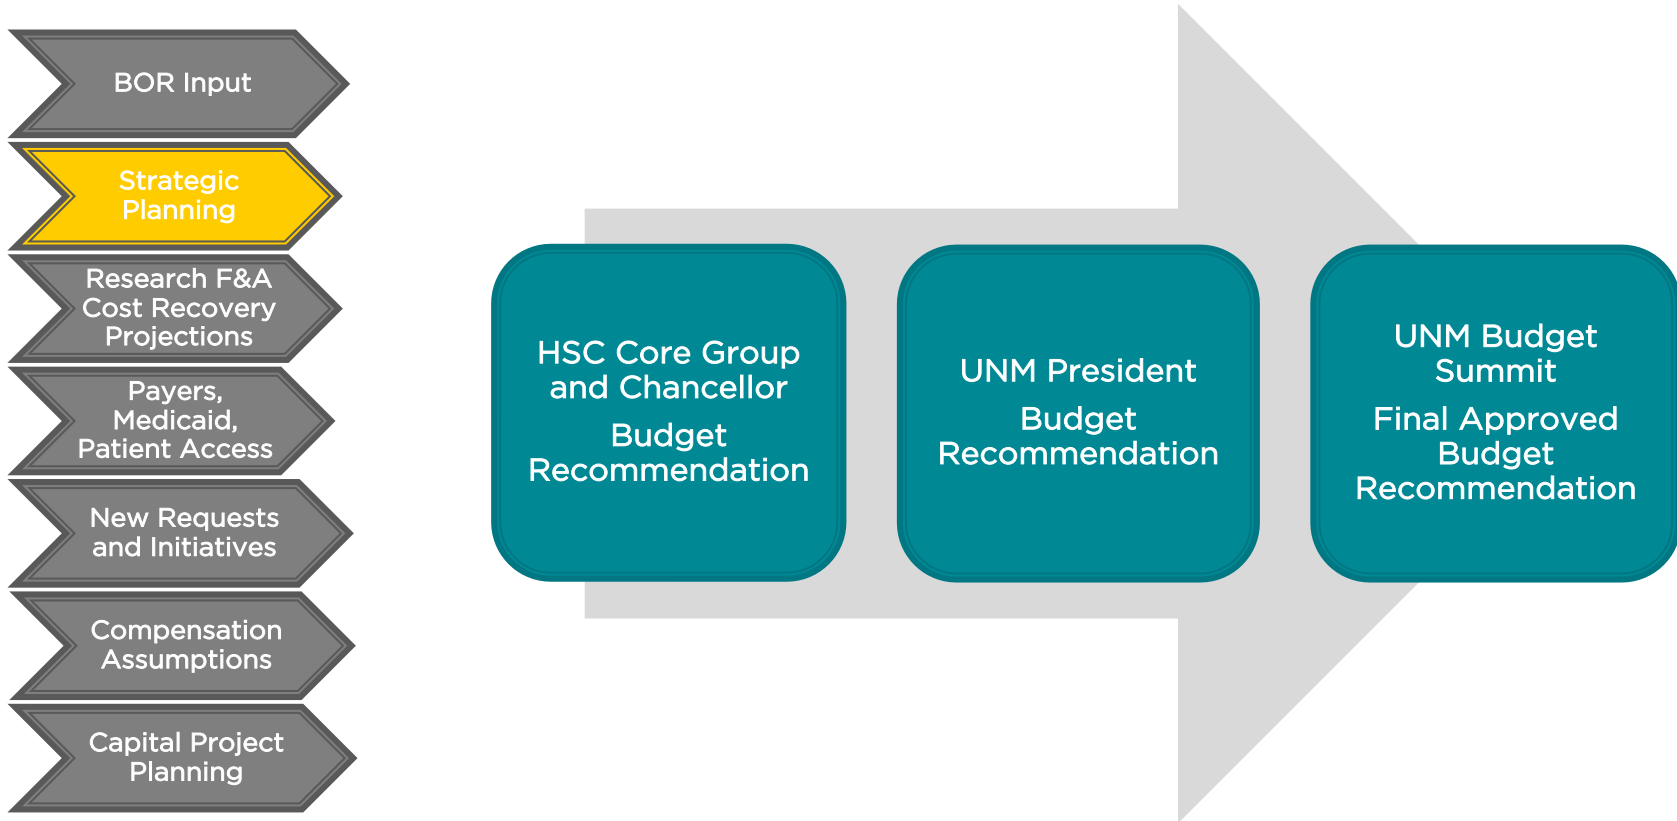 BOR Input
Strategic
Planning
Research F&A
Cost Recovery
Projections
Payers,
Medicaid,
Patient Access
New Requests
and Initiatives
Compensation
Assumptions
Capital Project
Planning
HSC Core Group
and Chancellor
Budget
Recommendation
UNM President
Budget
Recommendation
UNM Budget
Summit
Final Approved
Budget
Recommendation